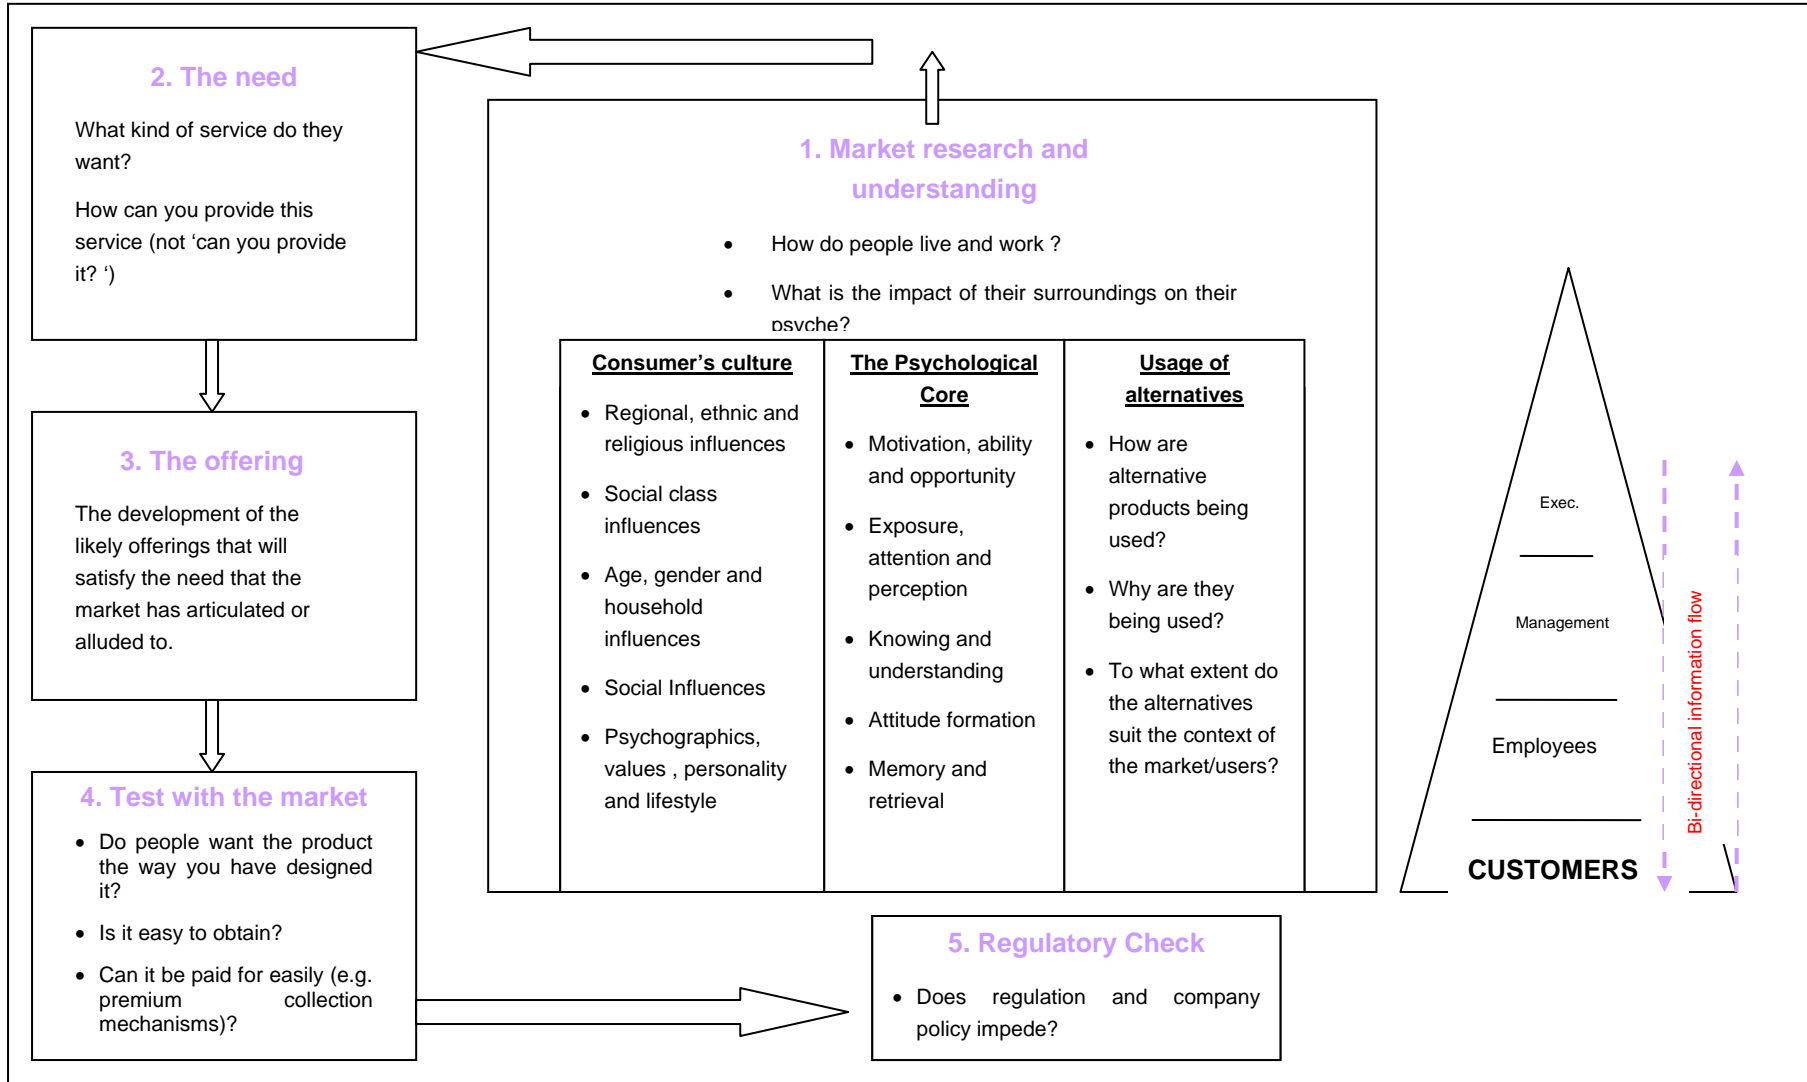 2. The need
What kind of service do they
want?
How can you provide this
service (not ‘can you provide
it? ‘)
1. Market research and
understanding
• How do people live and work ?
• What is the impact of their surroundings on their
psyche?
Consumer’s culture
• Regional, ethnic and
religious influences
• Social class
influences
• Age, gender and
household
influences
• Social Influences
• Psychographics,
values , personality
and lifestyle
The Psychological
Core
• Motivation, ability
and opportunity
• Exposure,
attention and
perception
• Knowing and
understanding
• Attitude formation
• Memory and
retrieval
Usage of
alternatives
• How are
alternative
products being
used?
• Why are they
being used?
• To what extent do
the alternatives
suit the context of
the market/users?
3. The offering
The development of the
likely offerings that will
satisfy the need that the
market has articulated or
alluded to.
4. Test with the market
• Do people want the product
the way you have designed
it?
• Is it easy to obtain?
• Can it be paid for easily (e.g.
premium collection
mechanisms)?
5. Regulatory Check
• Does regulation and company
policy impede?
Exec.
Management
Employees
CUSTOMERS
Bi-directional information flow